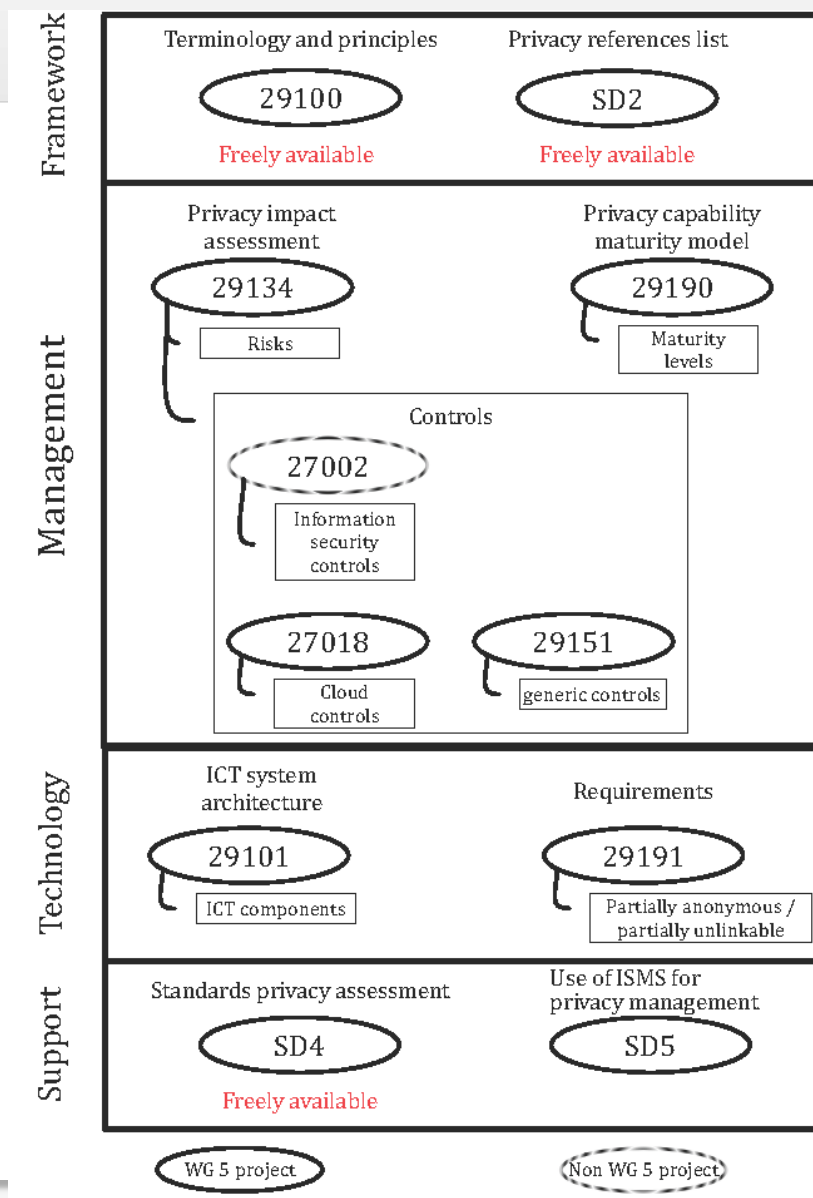 Framework
Terminology and principles
Privacy references list
29100
SD2
Freely available
Freely available
Management
Privacy impact
assessment
Privacy capability
maturity model
29134
29190
Risks
Maturity
levels
Controls
27002
Information
security
controls
27018
29151
Cloud
controls
generic controls
Technology
ICT system
architecture
Requirements
29101
29191
ICT components
Partially anonymous /
partially unlinkable
Support
Standards privacy assessment
Use of ISMS for
privacy management
SD4
SD5
Freely available
WG 5 project
Non WG 5 project